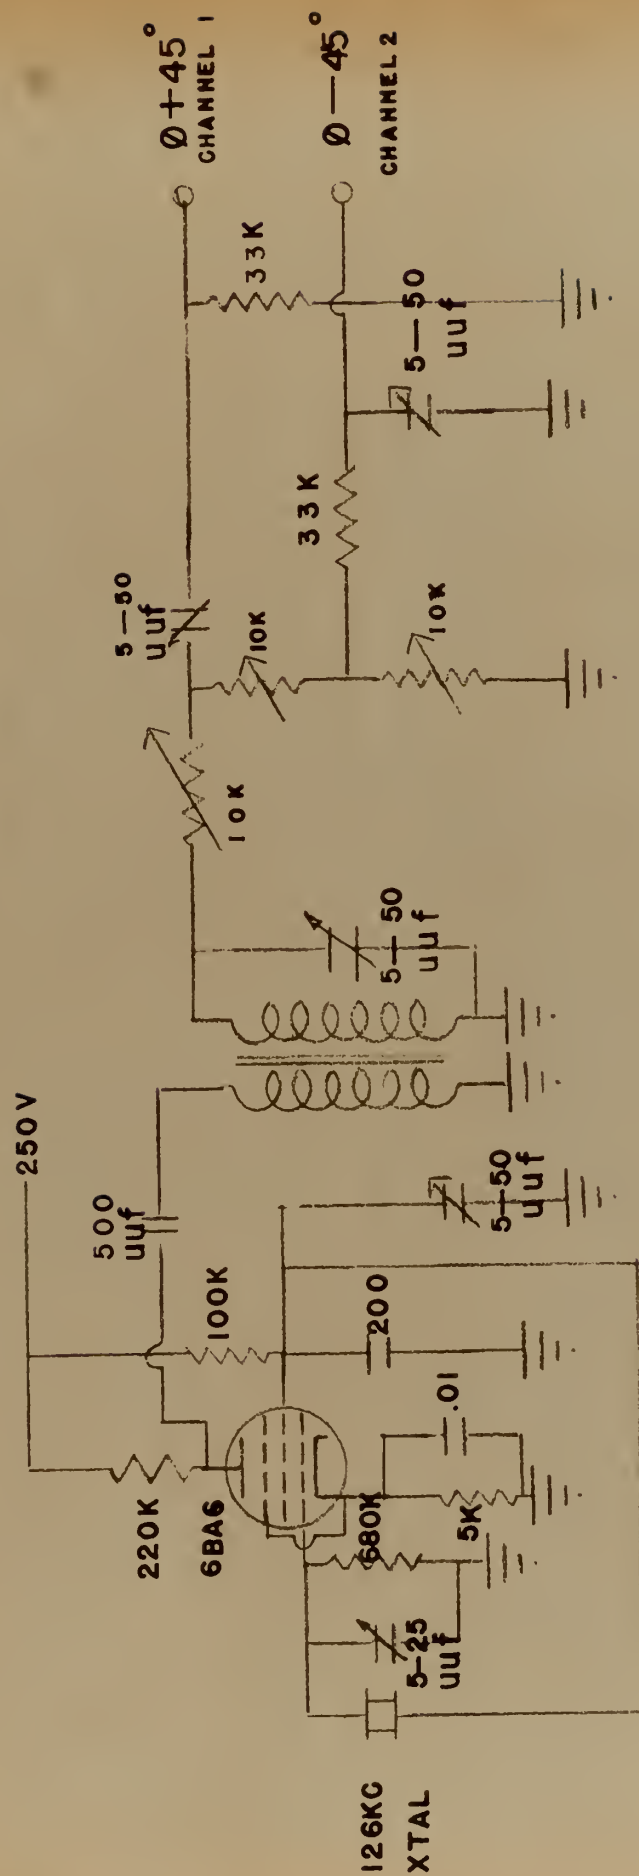 Ø+45°
CHANNEL 1
Ø—45°
CHANNEL 2
33K
5—50
uuf
33K
5—50
uuf
10K
10K
10K
5—50
uuf
250V
500
uuf
100K
5—50
uuf
200
.01
220K
6BA6
680K
5K
5-25
uuf
126KC
XTAL